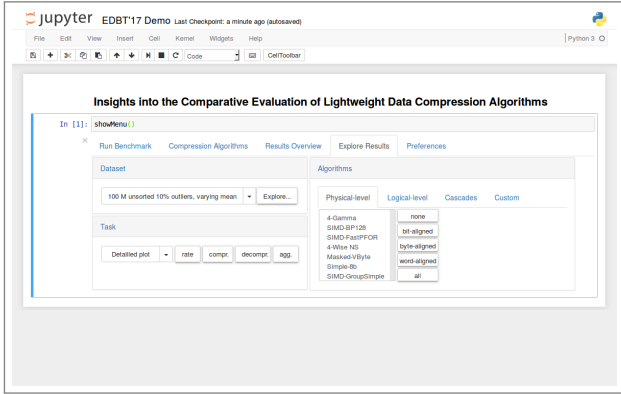 jupyter EDBT'17 Demo Last Checkpoint: a minute ago (autosaved)
File Edit View Insert Cell Kernel Widgets Help Python 3
Code CellToolbar
Insights into the Comparative Evaluation of Lightweight Data Compression Algorithms
In [1]: showMenu()
Run Benchmark Compression Algorithms Results Overview Explore Results Preferences
Dataset Algorithms
100 M unsorted 10% outliers, varying mean Explore...
Physical-level Logical-level Cascades Custom
Task
Detailled plot rate compr. decompr. agg.
4-Gamma none
SIMD-BP128 bit-aligned
SIMD-FastPFOR
4-Wise NS byte-aligned
Masked-VByte word-aligned
Simple-8b
SIMD-GroupSimple all